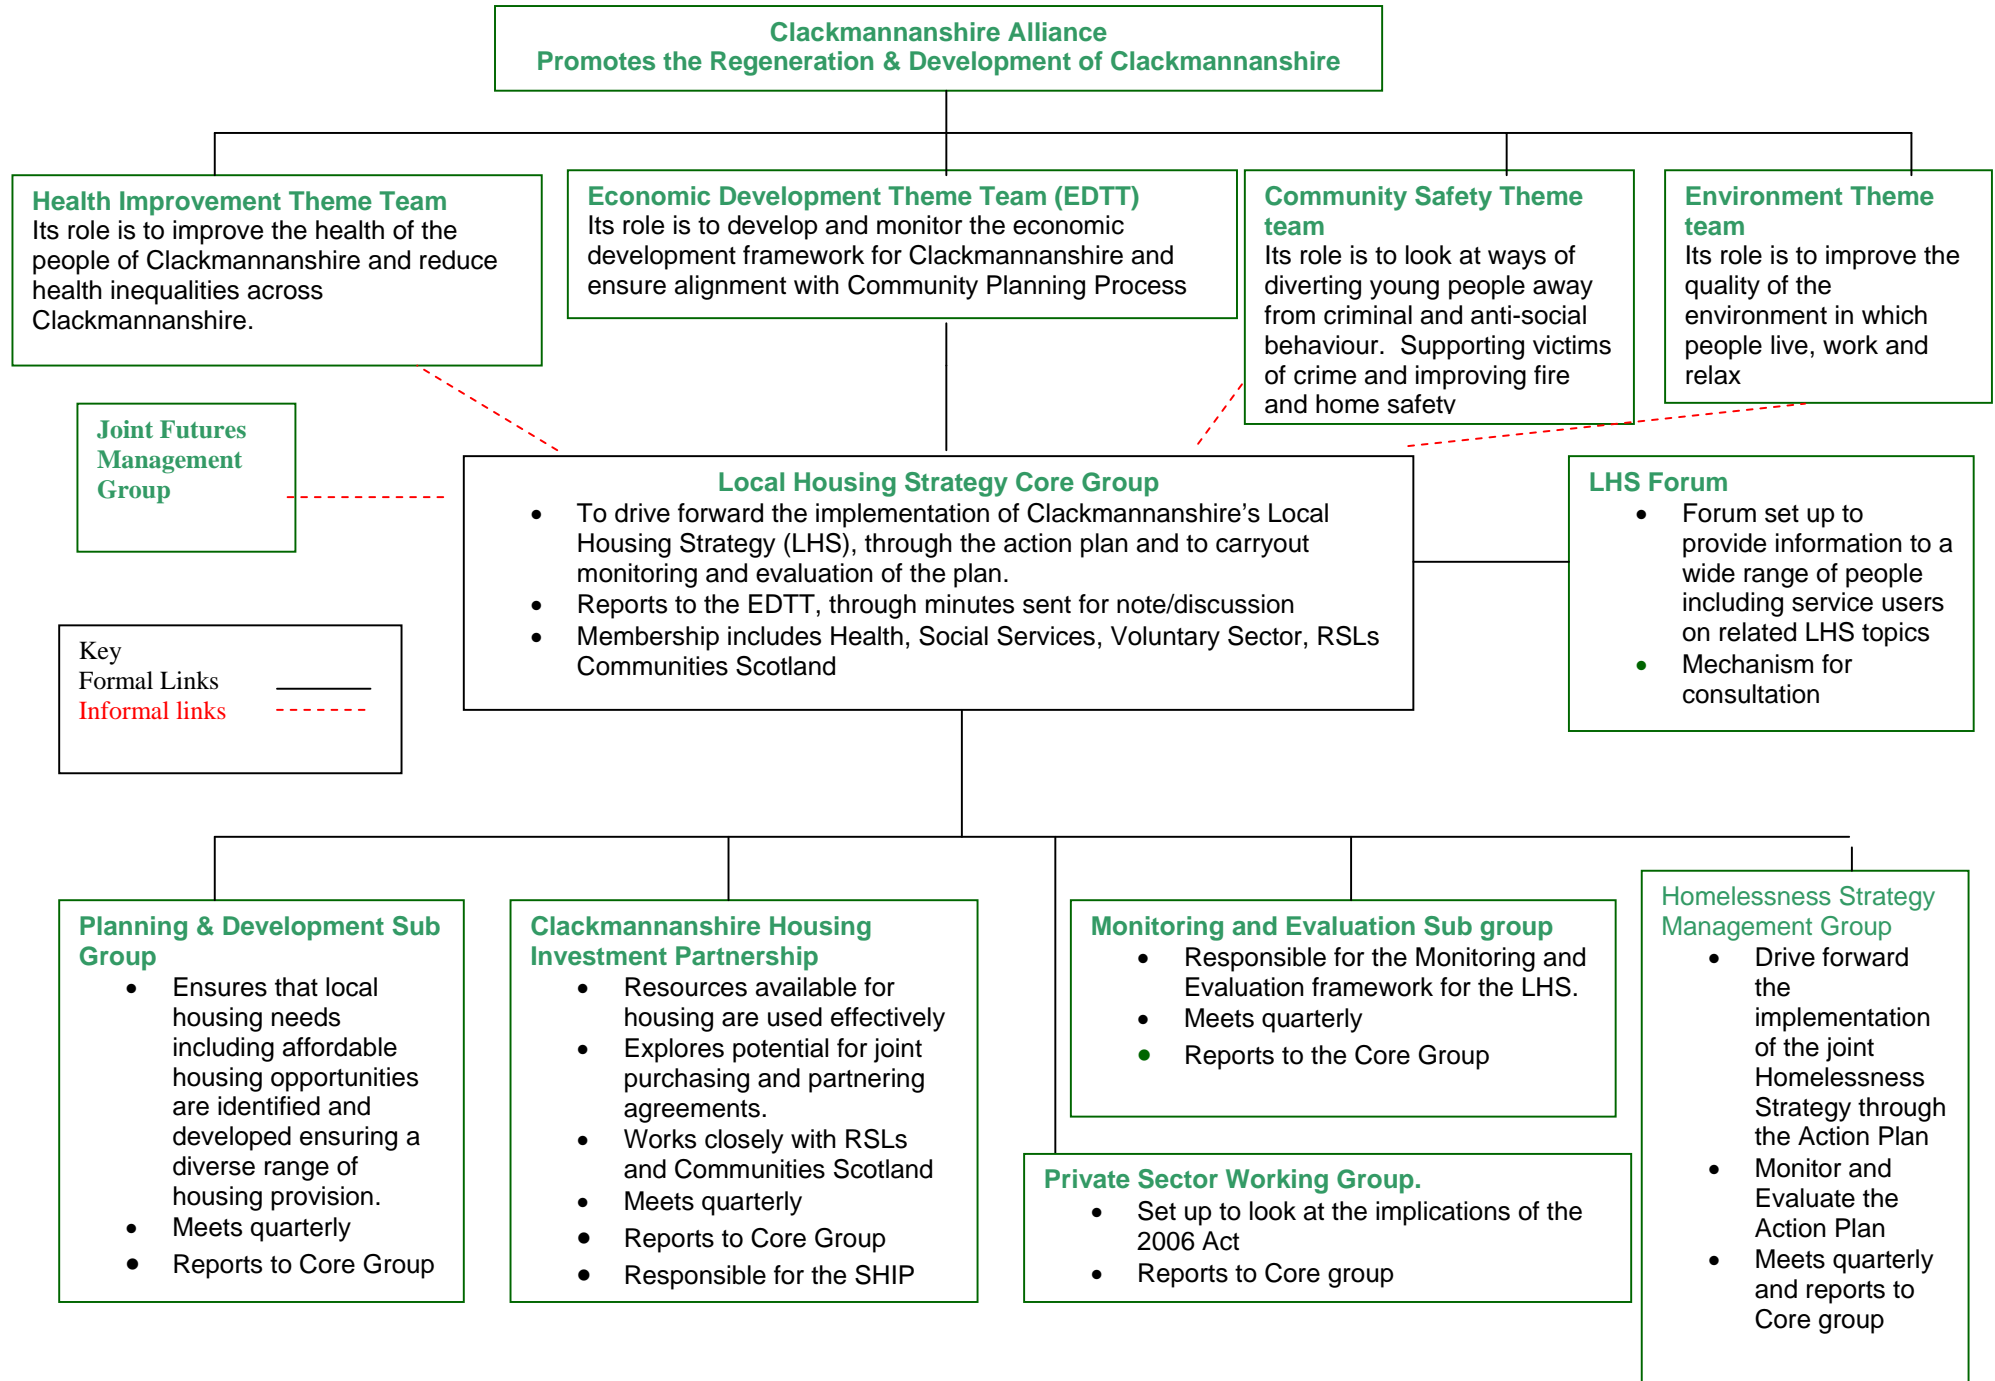 Clackmannanshire Alliance
Promotes the Regeneration & Development of Clackmannanshire
Health Improvement Theme Team
Its role is to improve the health of the
people of Clackmannanshire and reduce
health inequalities across
Clackmannanshire.
Economic Development Theme Team (EDTT)
Its role is to develop and monitor the economic
development framework for Clackmannanshire and
ensure alignment with Community Planning Process
Community Safety Theme
team
Its role is to look at ways of
diverting young people away
from criminal and anti-social
behaviour.  Supporting victims
of crime and improving fire
and home safety
Environment Theme
team
Its role is to improve the
quality of the
environment in which
people live, work and
relax
Joint Futures
Management
Group
Local Housing Strategy Core Group
• To drive forward the implementation of Clackmannanshire’s Local
Housing Strategy (LHS), through the action plan and to carryout
monitoring and evaluation of the plan.
• Reports to the EDTT, through minutes sent for note/discussion
• Membership includes Health, Social Services, Voluntary Sector, RSLs
Communities Scotland
LHS Forum
• Forum set up to
provide information to a
wide range of people
including service users
on related LHS topics
• Mechanism for
consultation
Key
Formal Links
Informal links
Planning & Development Sub
Group
• Ensures that local
housing needs
including affordable
housing opportunities
are identified and
developed ensuring a
diverse range of
housing provision.
• Meets quarterly
• Reports to Core Group
Clackmannanshire Housing
Investment Partnership
• Resources available for
housing are used effectively
• Explores potential for joint
purchasing and partnering
agreements.
• Works closely with RSLs
and Communities Scotland
• Meets quarterly
• Reports to Core Group
• Responsible for the SHIP
Monitoring and Evaluation Sub group
• Responsible for the Monitoring and
Evaluation framework for the LHS.
• Meets quarterly
• Reports to the Core Group
Private Sector Working Group.
• Set up to look at the implications of the
2006 Act
• Reports to Core group
Homelessness Strategy
Management Group
• Drive forward
the
implementation
of the joint
Homelessness
Strategy through
the Action Plan
• Monitor and
Evaluate the
Action Plan
• Meets quarterly
and reports to
Core group